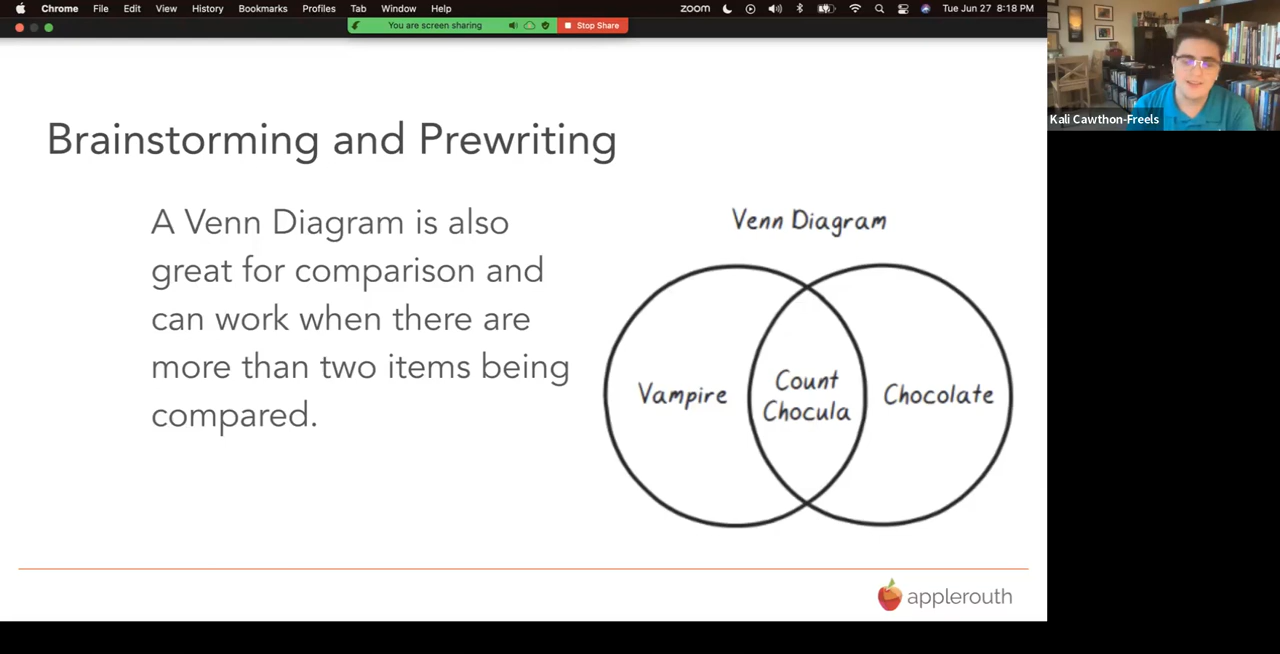 Chrome File Edit View History Bookmarks Profiles Tab Window Help zoom Tue Jun 27 8:18 PM
You are screen sharing Stop Share
Kali Cawthon-Freels
Brainstorming and Prewriting
A Venn Diagram is also
great for comparison and
can work when there are
more than two items being
compared.
Venn Diagram
Vampire
Count
Chocula
Chocolate
applerouth